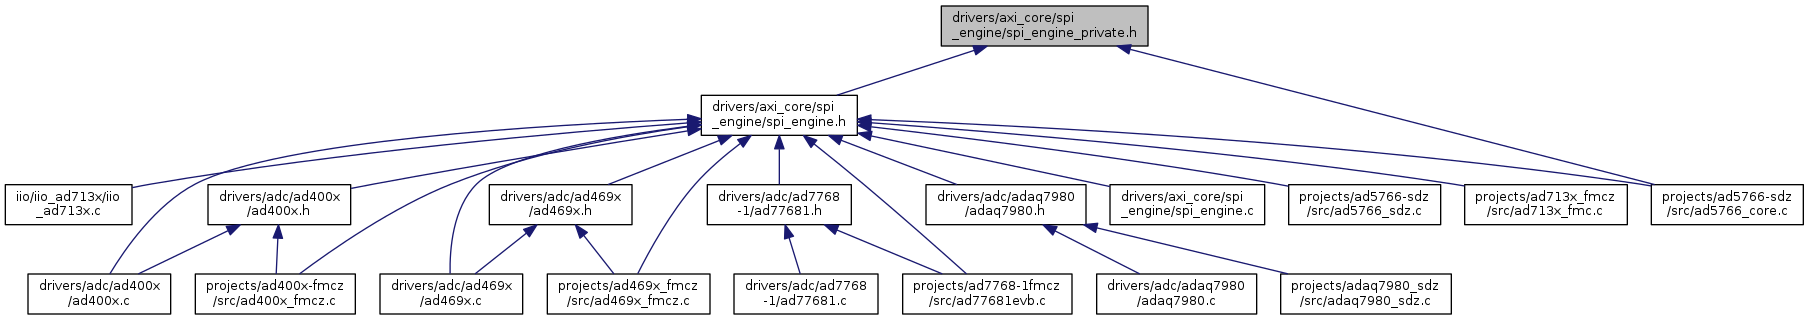 drivers/axi_core/spi
_engine/spi_engine_private.h
drivers/axi_core/spi
_engine/spi_engine.h
iio/iio_ad713x/iio
_ad713x.c
drivers/adc/ad400x
/ad400x.h
drivers/adc/ad469x
/ad469x.h
drivers/adc/ad7768
-1/ad77681.h
drivers/adc/adaq7980
/adaq7980.h
drivers/axi_core/spi
_engine/spi_engine.c
projects/ad5766-sdz
/src/ad5766_sdz.c
projects/ad713x_fmcz
/src/ad713x_fmc.c
projects/ad5766-sdz
/src/ad5766_core.c
drivers/adc/ad400x
/ad400x.c
projects/ad400x-fmcz
/src/ad400x_fmcz.c
drivers/adc/ad469x
/ad469x.c
projects/ad469x_fmcz
/src/ad469x_fmcz.c
drivers/adc/ad7768
-1/ad77681.c
projects/ad7768-1fmcz
/src/ad77681evb.c
drivers/adc/adaq7980
/adaq7980.c
projects/adaq7980_sdz
/src/adaq7980_sdz.c